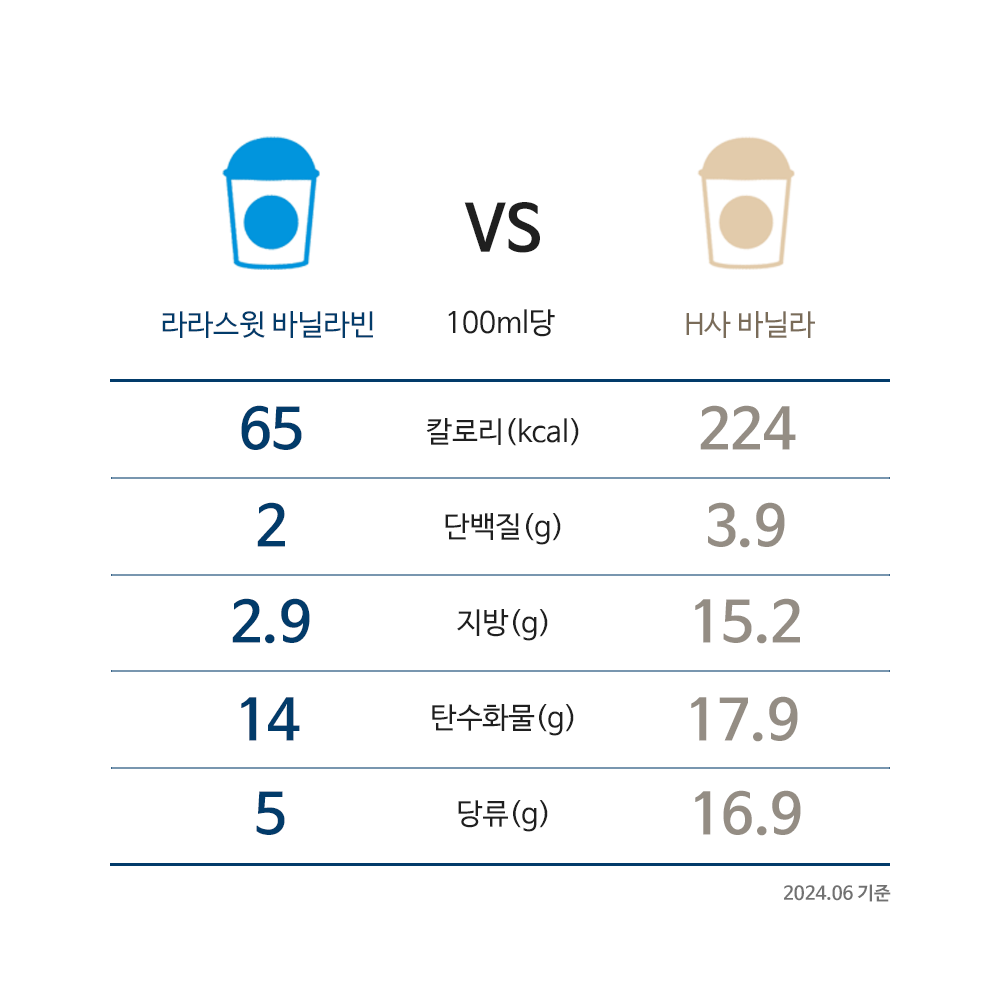 VS
라라스윗 바닐라빈 100ml당 H사 바닐라
65 칼로리(kcal) 224
2 단백질(g) 3.9
2.9 지방(g) 15.2
14 탄수화물(g) 17.9
5 당류(g) 16.9
2024.06 기준